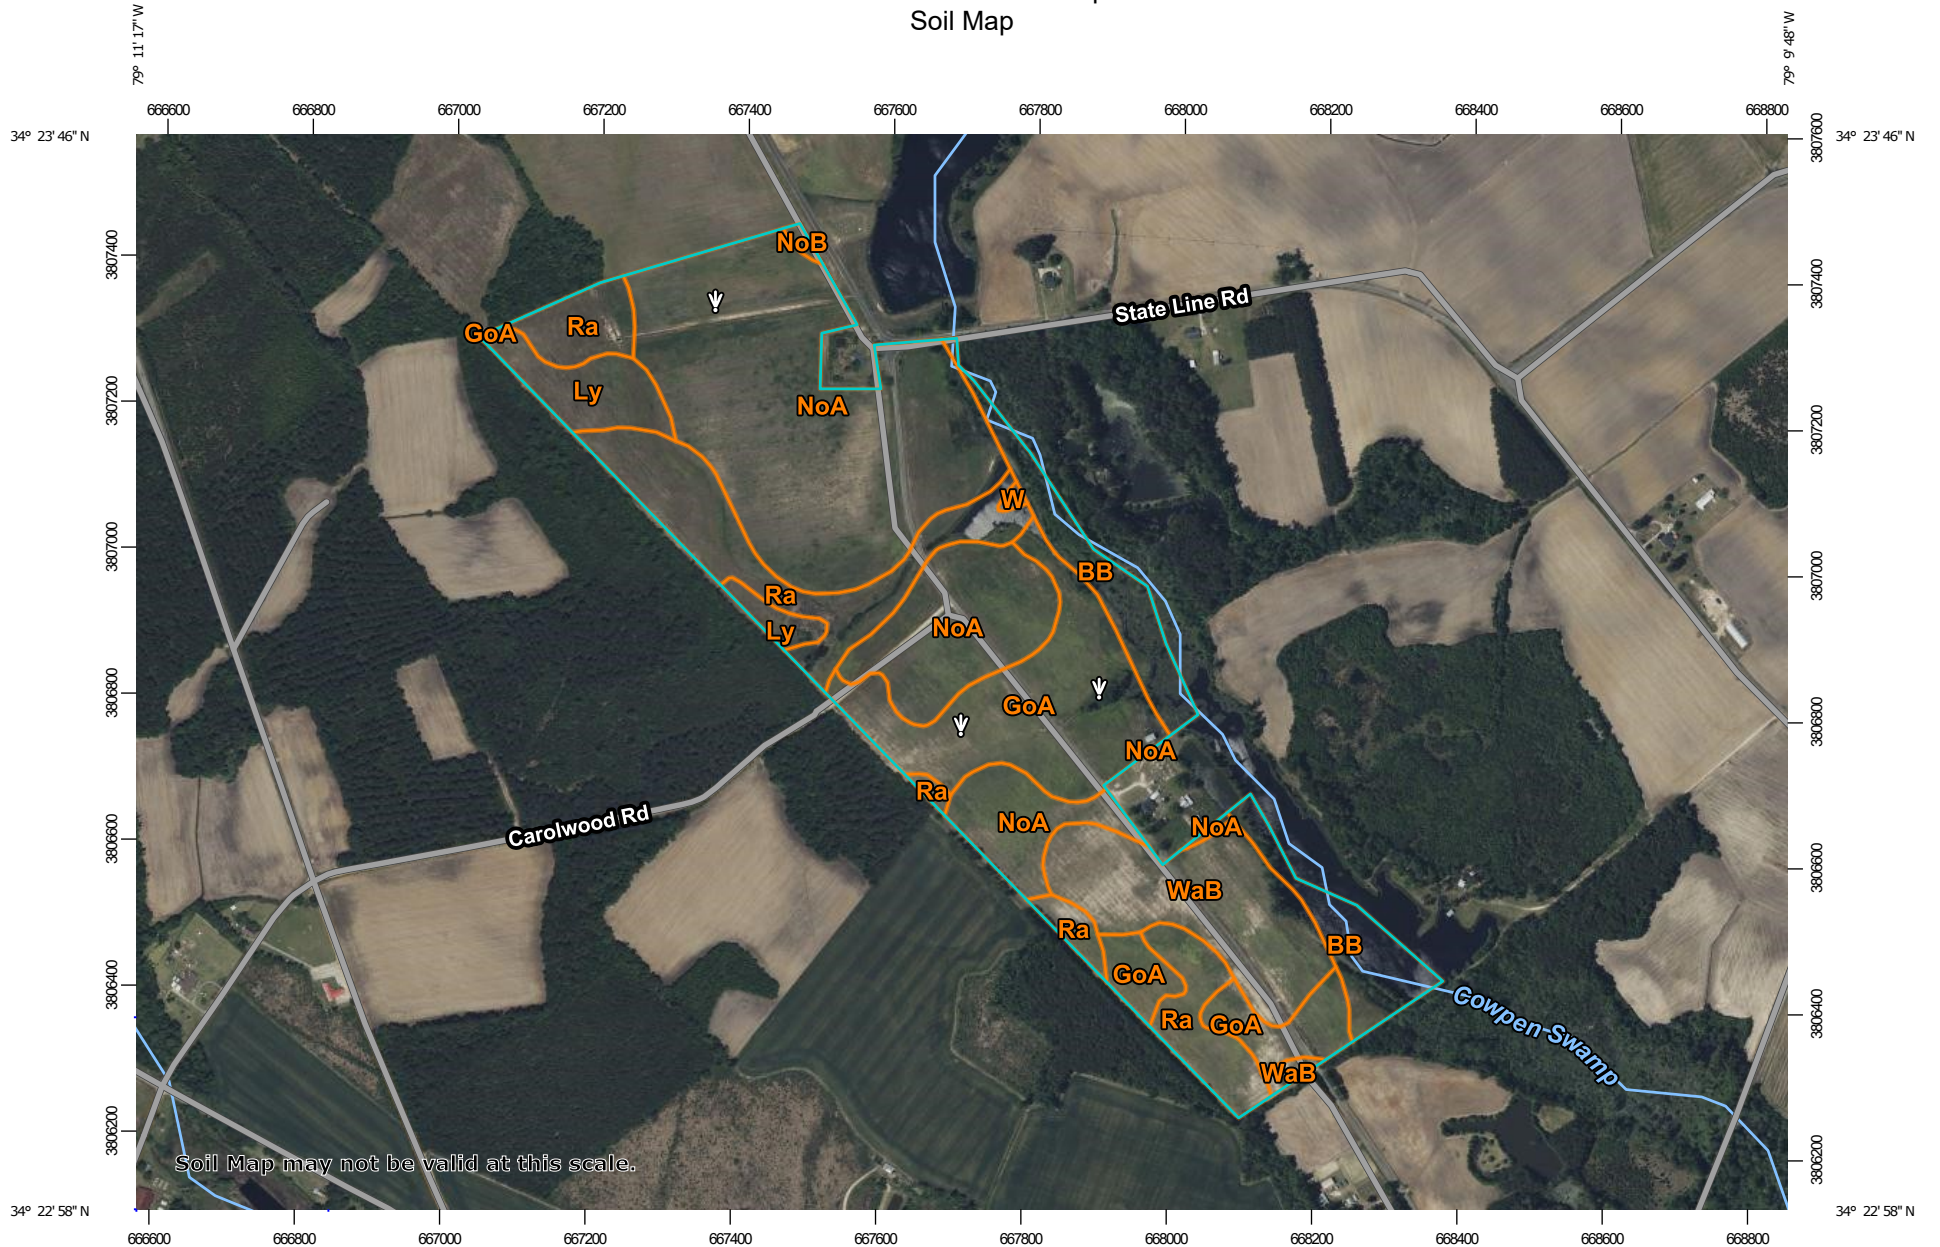 Soil Map
79° 11' 17" W
79° 9' 48" W
666600 666800 667000 667200 667400 667600 667800 668000 668200 668400 668600 668800
34° 23' 46" N
34° 23' 46" N
3807600
3807400
3807400
3807200
3807200
3807000
3807000
3806800
3806800
3806600
3806600
3806400
3806400
3806200
3806200
NoB
State Line Rd
GoA
Ra
Ly
NoA
W
BB
Ra
Ly
NoA
GoA
NoA
Ra
NoA
NoA
Carolwood Rd
WaB
Ra
BB
GoA
Cowpen Swamp
Ra
GoA
WaB
Soil Map may not be valid at this scale.
34° 22' 58" N
34° 22' 58" N
666600 666800 667000 667200 667400 667600 667800 668000 668200 668400 668600 668800